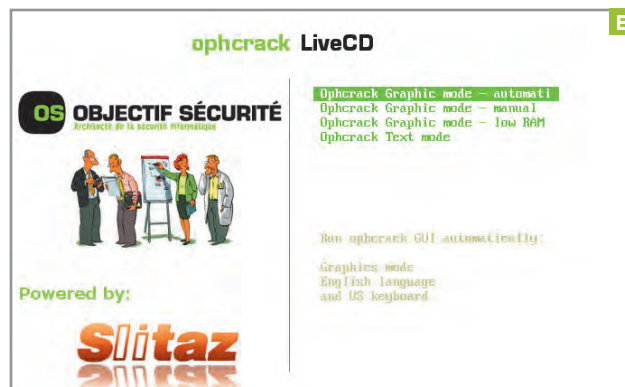 E
ophcrack LiveCD
OS OBJECTIF SÉCURITÉ
Architecte de la sécurité informatique
Powered by:
Slitaz
Ophcrack Graphic mode – automati
Ophcrack Graphic mode – manual
Ophcrack Graphic mode – low RAM
Ophcrack Text mode
Run ophcrack GUI automatically
Graphics mode
English language
and US keyboard